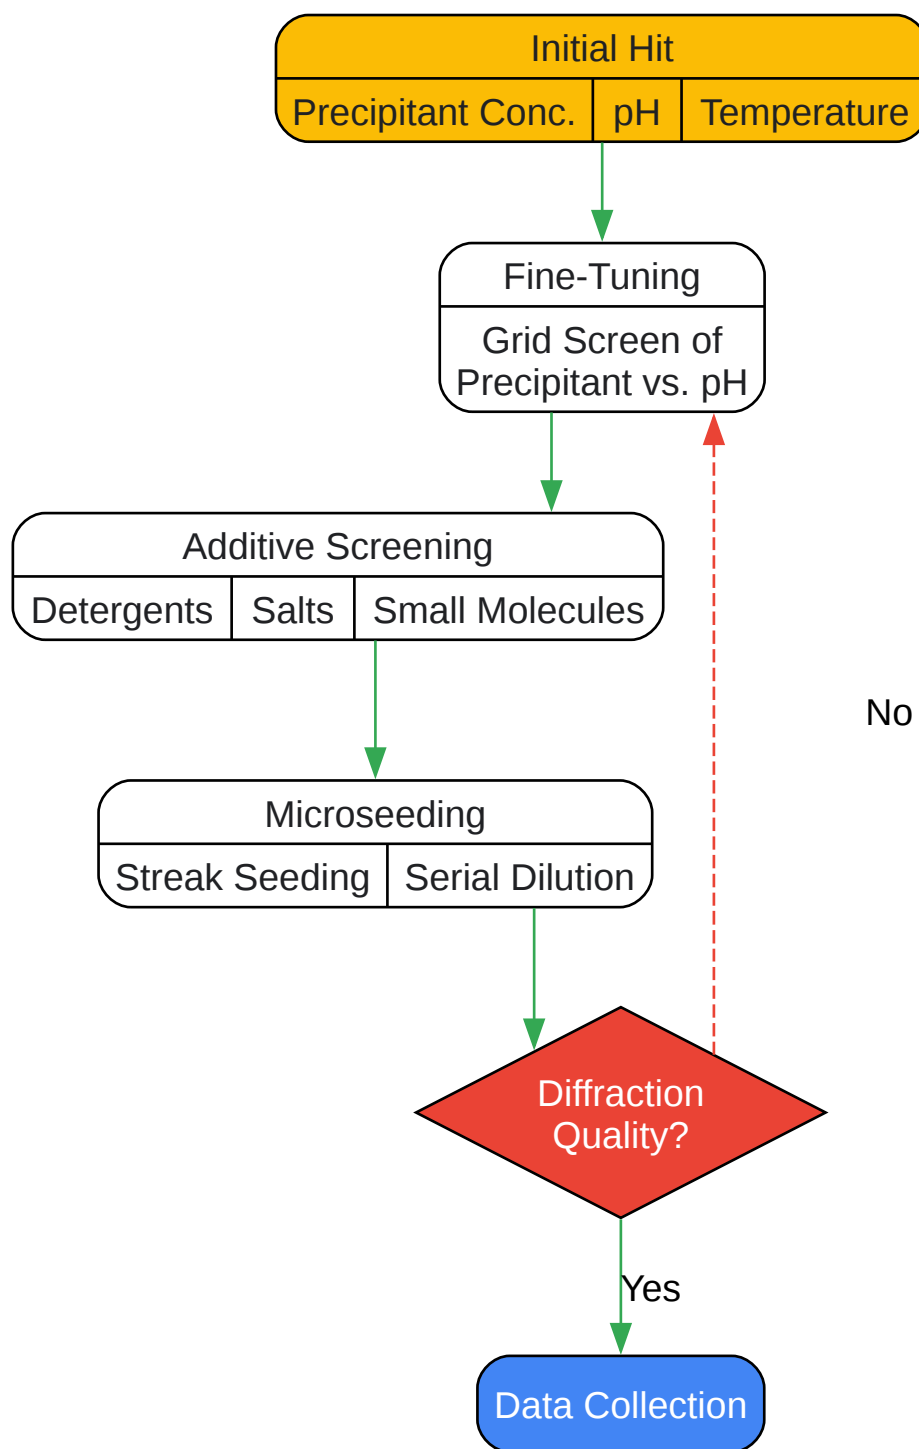 Initial Hit
Precipitant Conc. pH Temperature
Fine-Tuning
Grid Screen of
Precipitant vs. pH
Additive Screening
Detergents Salts Small Molecules
No
Microseeding
Streak Seeding Serial Dilution
Diffraction
Quality?
Yes
Data Collection